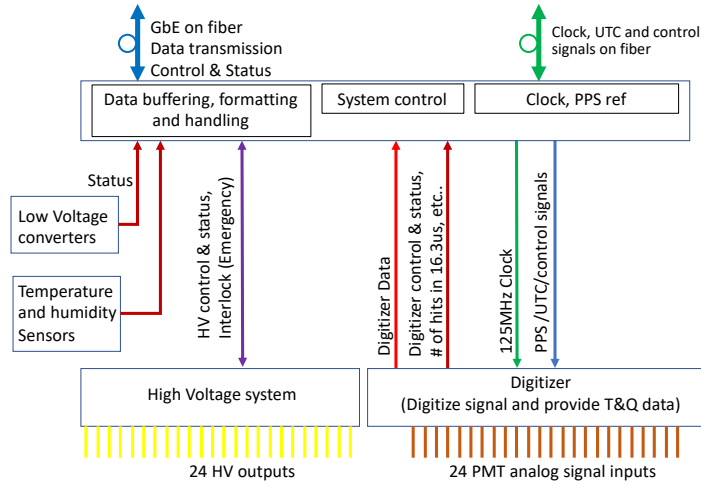 GbE on fiber
Data transmission
Control & Status
Clock, UTC and control
signals on fiber
Data buffering, formatting
and handling
System control
Clock, PPS ref
Status
Low Voltage
converters
Temperature
and humidity
Sensors
HV control & status,
Interlock (Emergency)
Digitizer Data
Digitizer control & status,
# of hits in 16.3us, etc..
125MHz Clock
PPS /UTC/control signals
High Voltage system
Digitizer
(Digitize signal and provide T&Q data)
24 HV outputs
24 PMT analog signal inputs